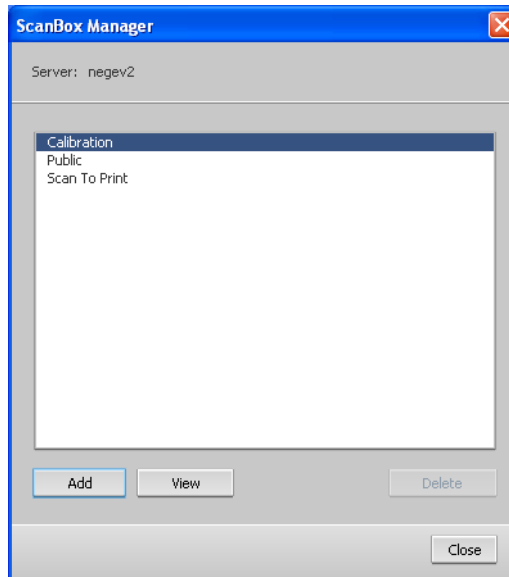 ScanBox Manager
Server: negev2
Calibration
Public
Scan To Print
Add View Delete
Close